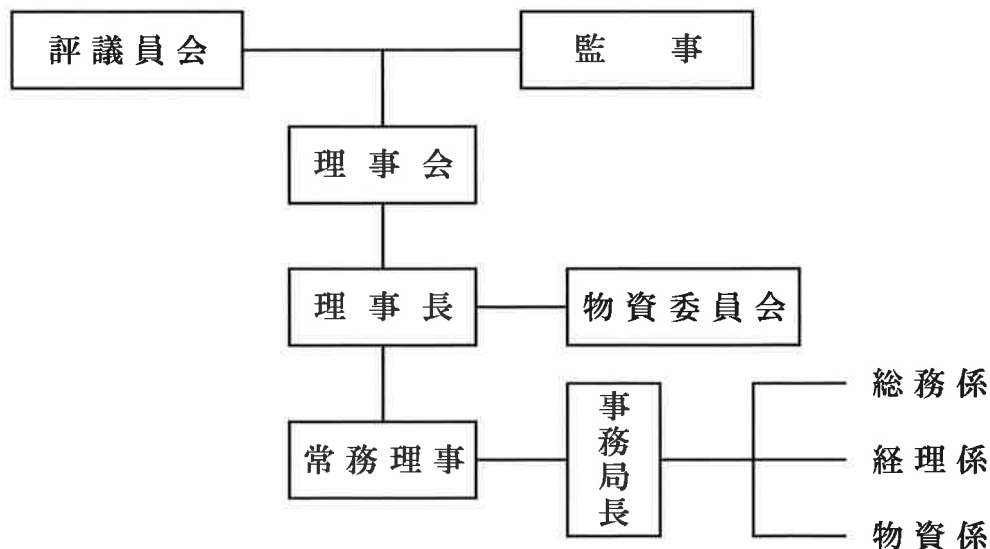 評議員会
監事
理事会
理事長
物資委員会
常務理事
事務局長
総務係
経理係
物資係